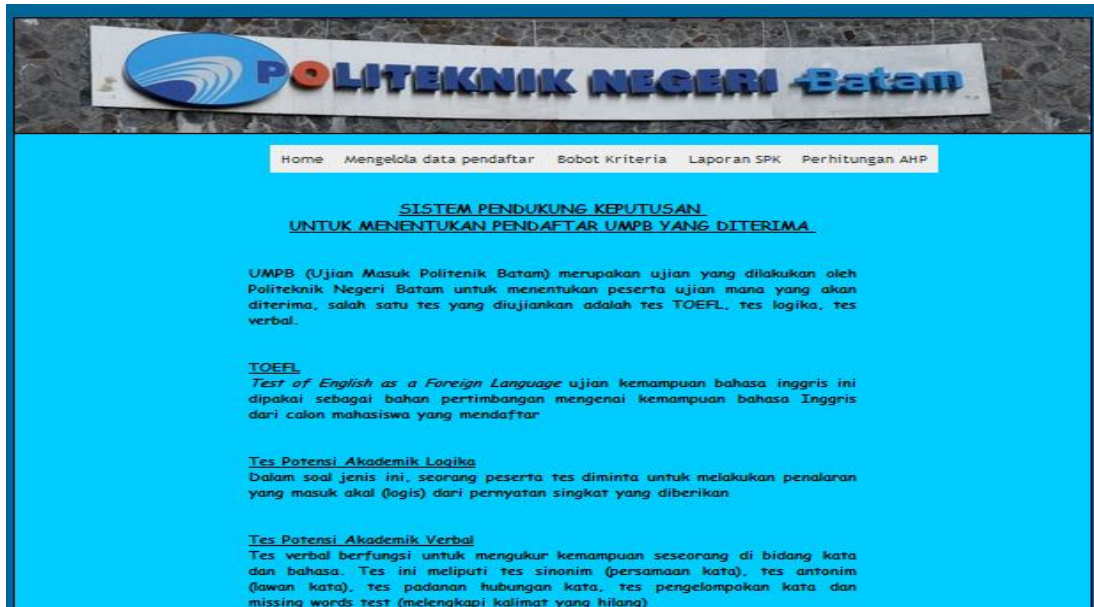 POLITEKNIK NEGERI Batam
Home Mengelola data pendaftar Bobot Kriteria Laporan SPK Perhitungan AHP
SISTEM PENDUKUNG KEPUTUSAN
UNTUK MENENTUKAN PENDAFTAR UMPB YANG DITERIMA
UMPB (Ujian Masuk Politenik Batam) merupakan ujian yang dilakukan oleh
Politeknik Negeri Batam untuk menentukan peserta ujian mana yang akan
diterima, salah satu tes yang diujiankan adalah tes TOEFL, tes logika, tes
verbal.
TOEFL
Test of English as a Foreign Language ujian kemampuan bahasa inggris ini
dipakai sebagai bahan pertimbangan mengenai kemampuan bahasa Inggris
dari calon mahasiswa yang mendaftar
Tes Potensi Akademik Logika
Dalam soal jenis ini, seorang peserta tes diminta untuk melakukan penalaran
yang masuk akal (logis) dari pernyatan singkat yang diberikan
Tes Potensi Akademik Verbal
Tes verbal berfungsi untuk mengukur kemampuan seseorang di bidang kata
dan bahasa. Tes ini meliputi tes sinonim (persamaan kata), tes antonim
(lawan kata), tes padanan hubungan kata, tes pengelompokan kata dan
missing words test (melengkapi kalimat yang hilang)